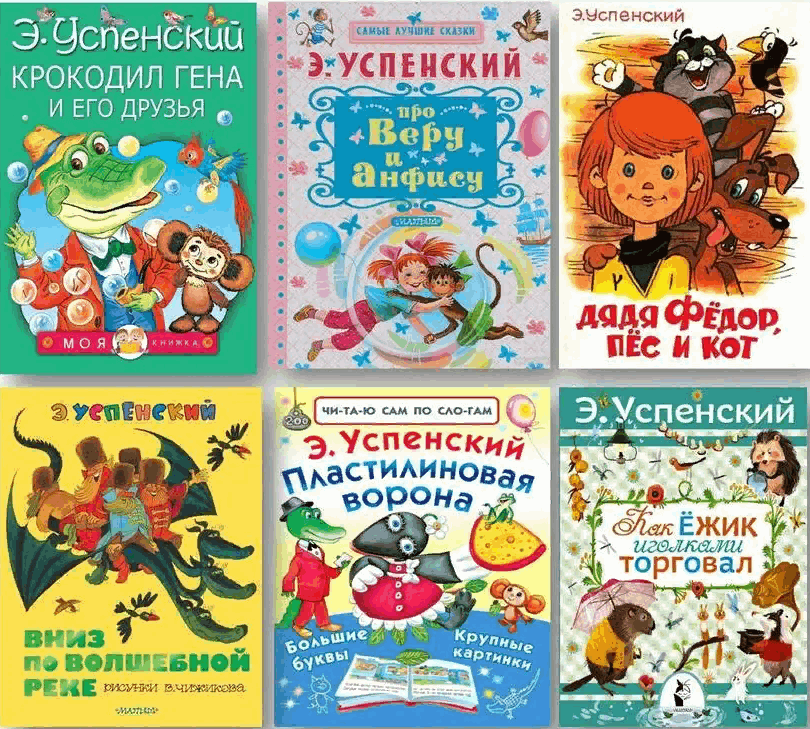 Э. Успенский
КРОКОДИЛ ГЕНА
И ЕГО ДРУЗЬЯ
МОЯ КНИЖКА
САМЫЕ ЛУЧШИЕ СКАЗКИ
Э. УСПЕНСКИЙ
про
Веру
и
Анфису
«МАЛЫШ»
Э.Успенский
ДЯДЯ ФЁДОР,
ПЁС И КОТ
Э. УСПЕНСКИЙ
ВНИЗ
ПО ВОЛШЕБНОЙ
РЕКЕ РИСУНКИ В.ЧИЖИКОВА
«МАЛЫШ»
ЧИ-ТА-Ю САМ ПО СЛО-ГАМ
200
Э. Успенский
Пластилиновая
ворона
Большие
буквы
Крупные
картинки
Э. Успенский
Как ЁЖИК
иголками
торговал